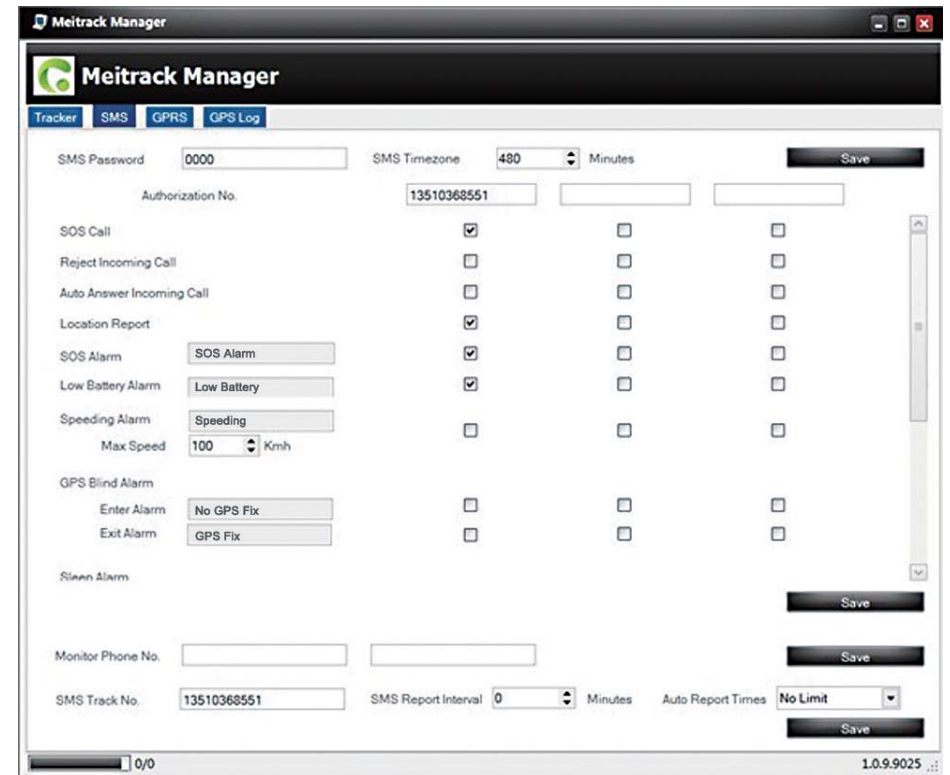 Meitrack Manager
Meitrack Manager
Tracker SMS GPRS GPS Log
SMS Password 0000 SMS Timezone 480 Minutes Save
Authorization No. 13510368551
SOS Call
Reject Incoming Call
Auto Answer Incoming Call
Location Report
SOS Alarm SOS Alarm
Low Battery Alarm Low Battery
Speeding Alarm Speeding
Max Speed 100 Kmh
GPS Blind Alarm
Enter Alarm No GPS Fix
Exit Alarm GPS Fix
Sleep Alarm
Save
Monitor Phone No. Save
SMS Track No. 13510368551 SMS Report Interval 0 Minutes Auto Report Times No Limit
Save
0/0 1.0.9.9025